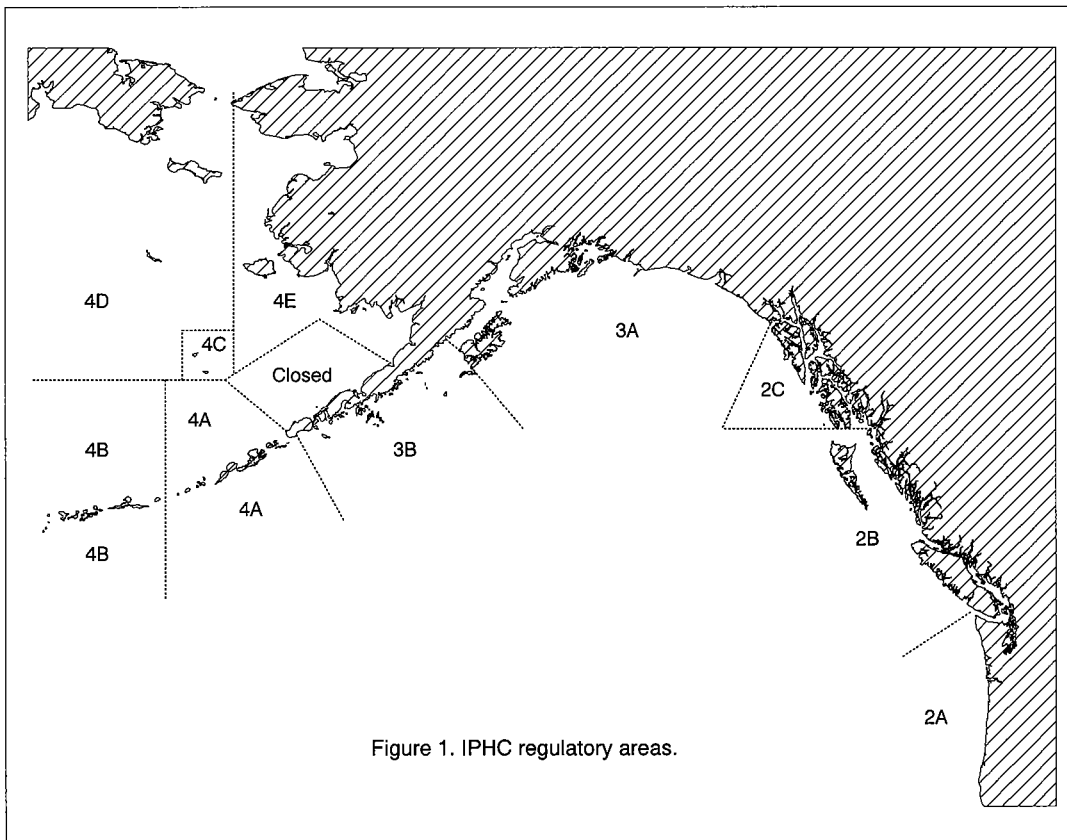 4D
4E
3A
4C
Closed
2C
4A
4B
3B
4A
2B
4B
2A
Figure 1. IPHC regulatory areas.